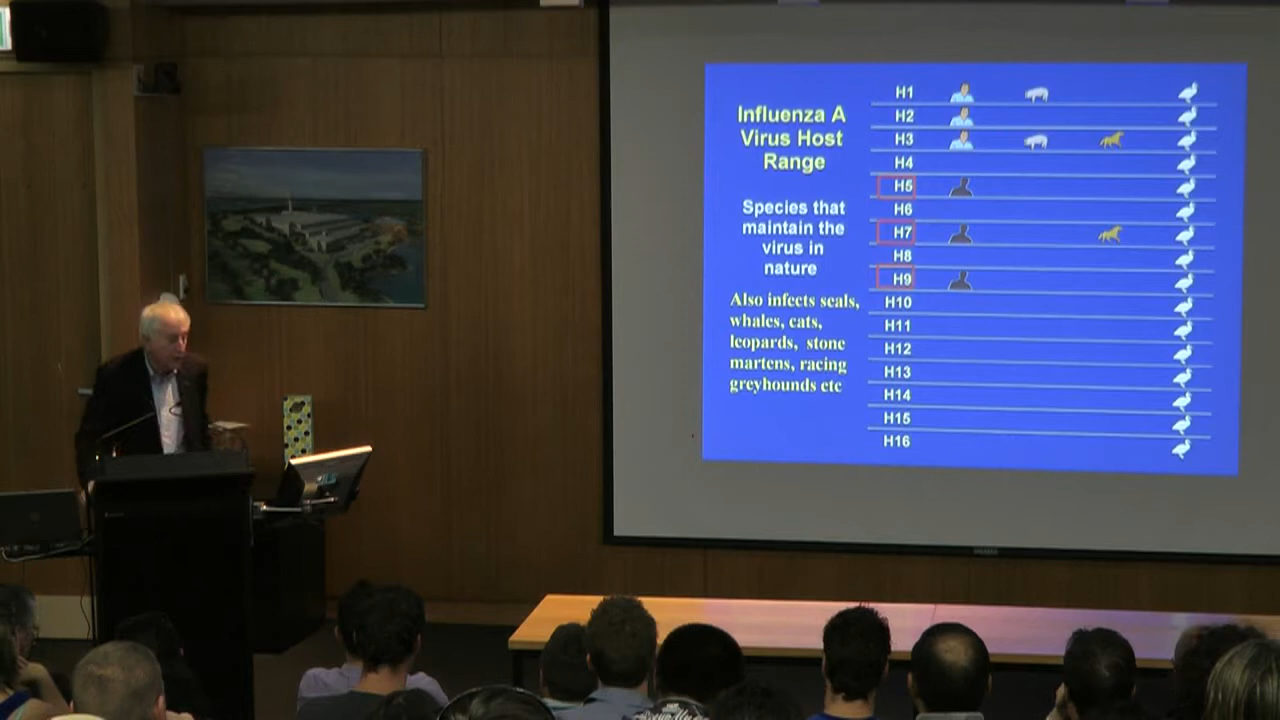 Influenza A
Virus Host
Range
Species that
maintain the
virus in
nature
Also infects seals,
whales, cats,
leopards, stone
martens, racing
greyhounds etc
H1
H2
H3
H4
H5
H6
H7
H8
H9
H10
H11
H12
H13
H14
H15
H16